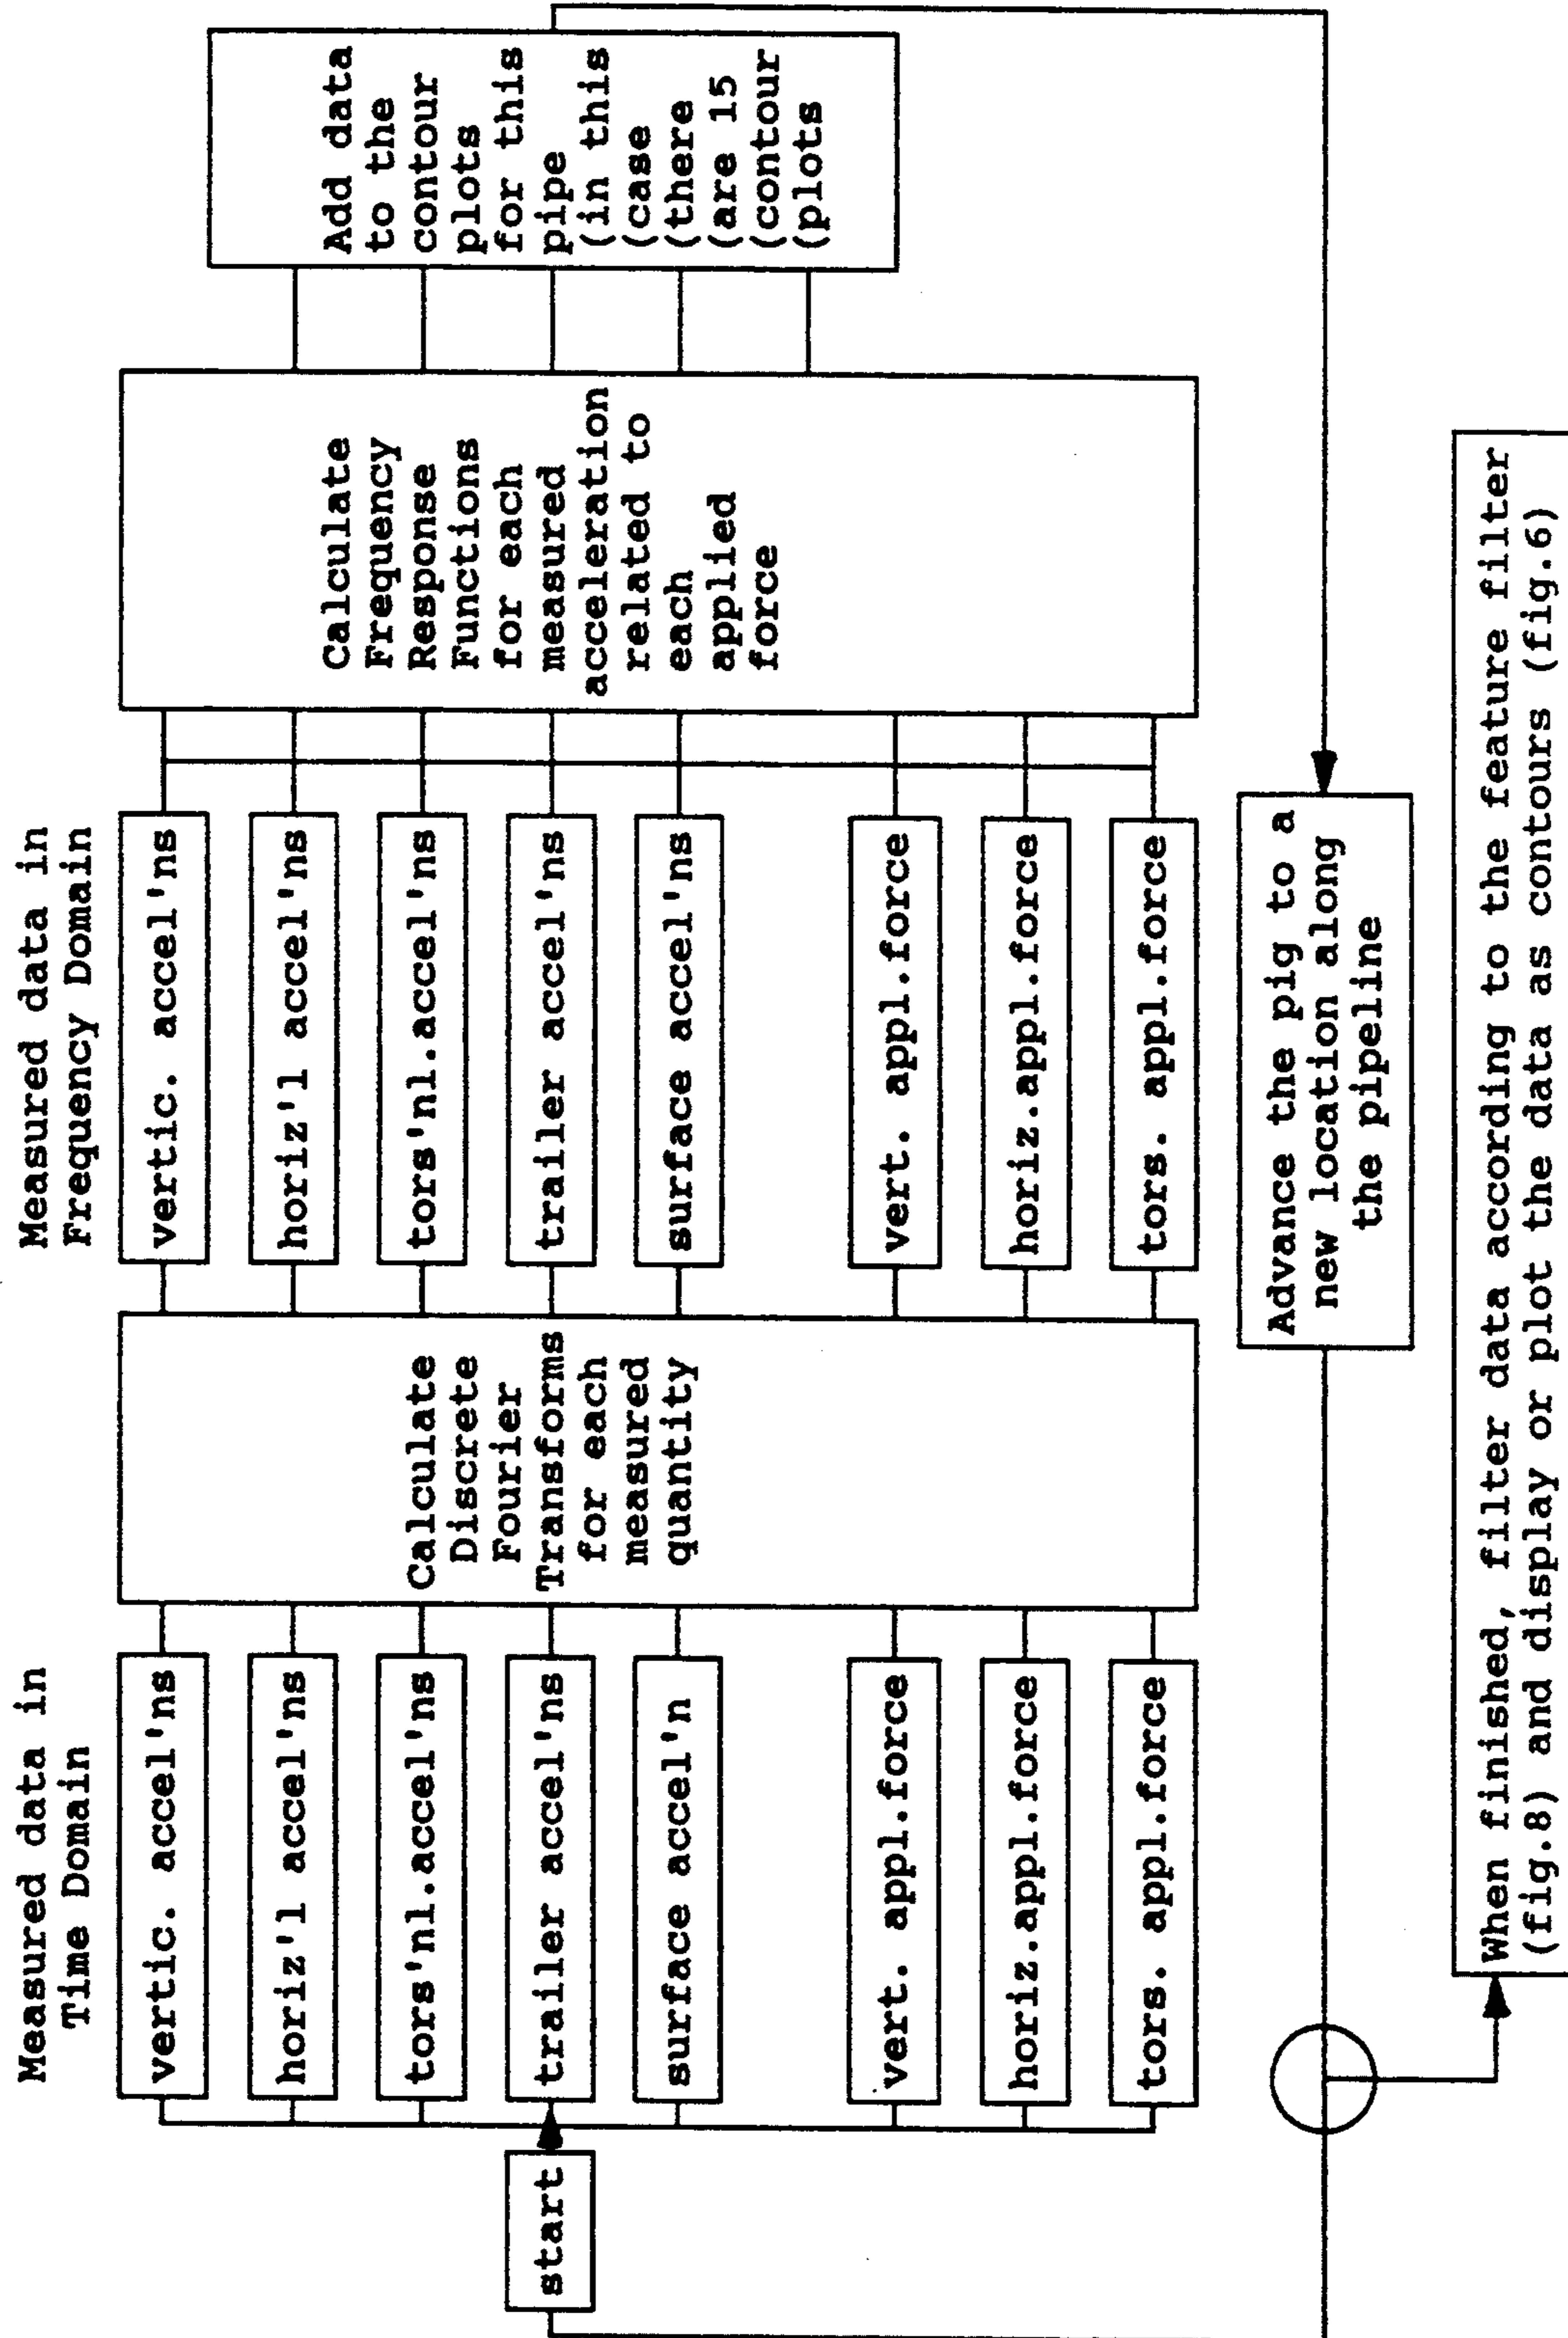 Measured data in
Time Domain
Measured data in
Frequency Domain
start
vertic. accel'ns
horiz'l accel'ns
tors'nl.accel'ns
trailer accel'ns
surface accel'n
vert. appl.force
horiz.appl.force
tors. appl.force
Calculate
Discrete
Fourier
Transforms
for each
measured
quantity
vertic. accel'ns
horiz'l accel'ns
tors'nl.accel'ns
trailer accel'ns
surface accel'ns
vert. appl.force
horiz.appl.force
tors. appl.force
Calculate
Frequency
Response
Functions
for each
measured
acceleration
related to
each
applied
force
Add data
to the
contour
plots
for this
pipe
(in this
(case
(there
(are 15
(contour
(plots
Advance the pig to a
new location along
the pipeline
When finished, filter data according to the feature filter
(fig.8) and display or plot the data as contours (fig.6)